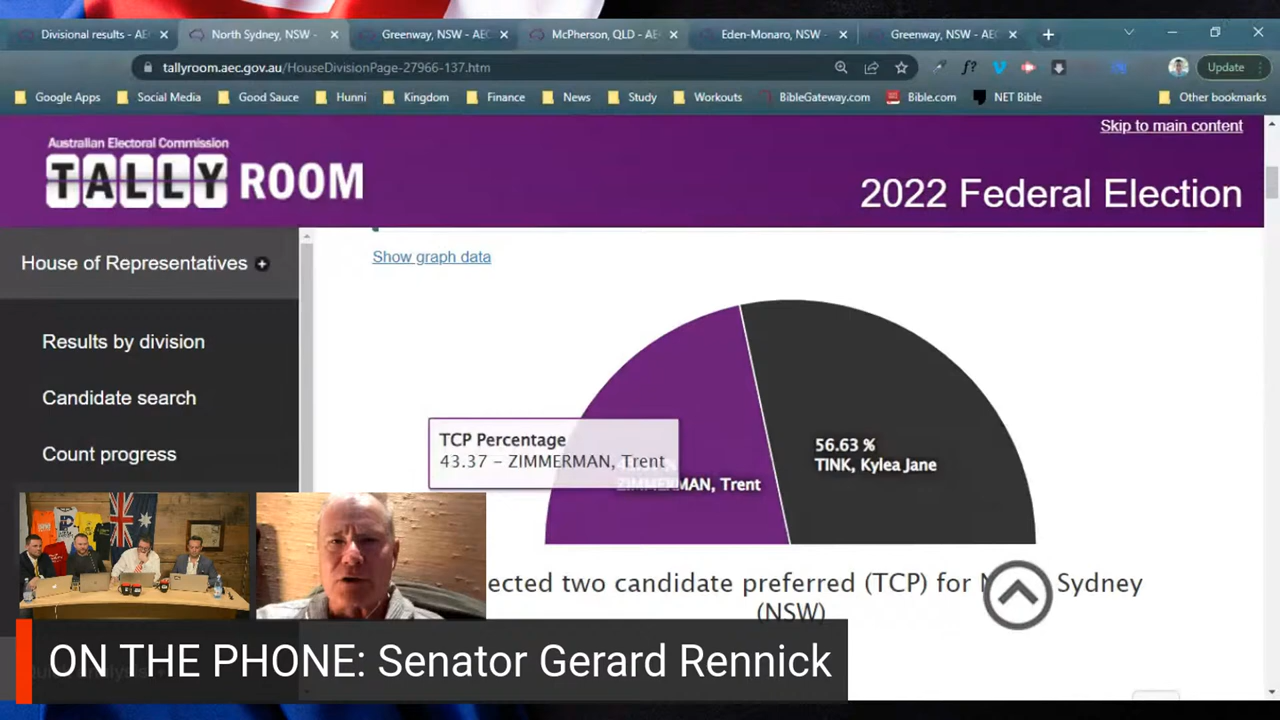 Divisional results - AE
North Sydney, NSW -
Greenway, NSW - AEC
McPherson, QLD - AE
Eden-Monaro, NSW -
Greenway, NSW - AEC
tallyroom.aec.gov.au/HouseDivisionPage-27966-137.htm
Update
Google Apps
Social Media
Good Sauce
Hunni
Kingdom
Finance
News
Study
Workouts
BibleGateway.com
Bible.com
NET Bible
Other bookmarks
Skip to main content
Australian Electoral Commission
TALLY ROOM
2022 Federal Election
House of Representatives
Show graph data
Results by division
Candidate search
Count progress
TCP Percentage
43.37 – ZIMMERMAN, Trent
ZIMMERMAN, Trent
56.63 %
TINK, Kylea Jane
ected two candidate preferred (TCP) for N Sydney
(NSW)
ON THE PHONE: Senator Gerard Rennick